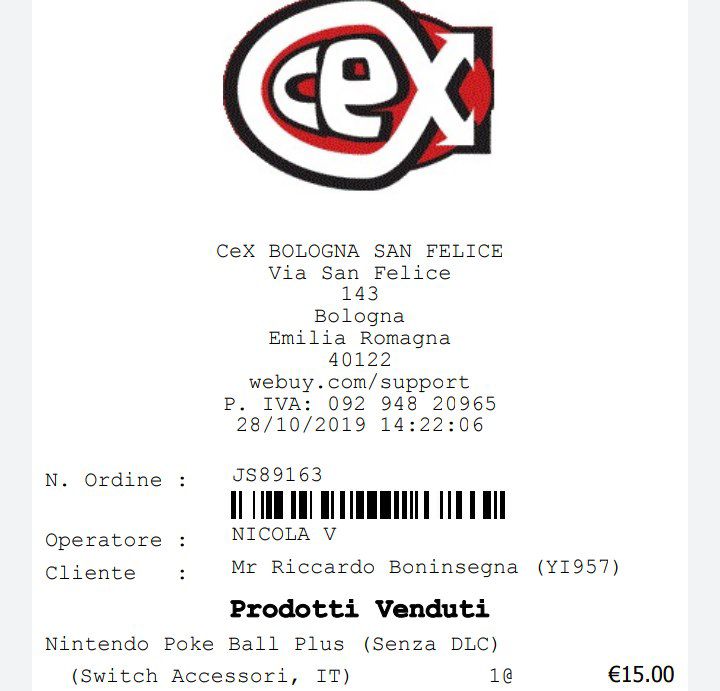 CeX
CeX BOLOGNA SAN FELICE
Via San Felice
143
Bologna
Emilia Romagna
40122
webuy.com/support
P. IVA: 092 948 20965
28/10/2019 14:22:06
N. Ordine : JS89163
Operatore : NICOLA V
Cliente : Mr Riccardo Boninsegna (YI957)
Prodotti Venduti
Nintendo Poke Ball Plus (Senza DLC)
(Switch Accessori, IT) 1@ €15.00